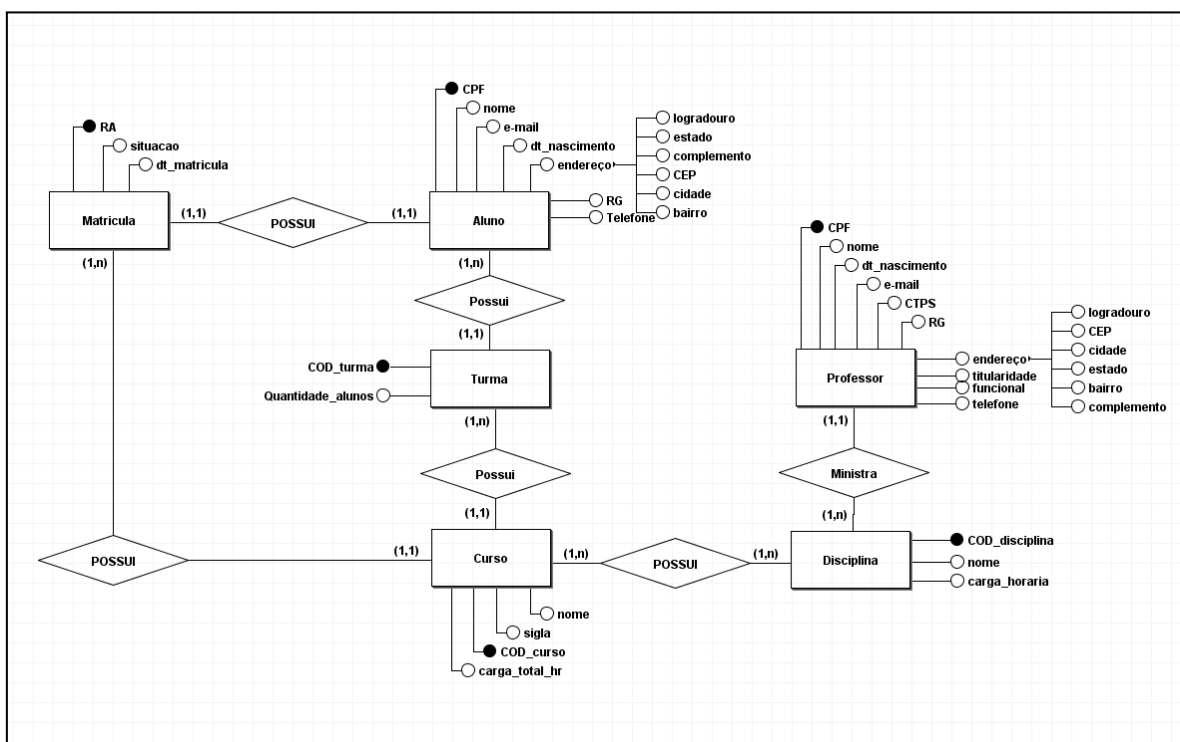 CPF
nome
e-mail
dt_nascimento
endereço
logradouro
estado
complemento
CEP
cidade
bairro
RG
Telefone
RA
situacao
dt_matricula
Matricula
(1,1)
POSSUI
(1,1)
Aluno
(1,n)
(1,n)
Possui
(1,1)
COD_turma
Quantidade_alunos
Turma
(1,n)
Possui
(1,1)
CPF
nome
dt_nascimento
e-mail
CTPS
RG
Professor
endereço
titularidade
funcional
telefone
logradouro
CEP
cidade
estado
bairro
complemento
(1,1)
Ministra
(1,n)
POSSUI
(1,1)
Curso
(1,n)
POSSUI
(1,n)
Disciplina
COD_disciplina
nome
carga_horaria
nome
sigla
COD_curso
carga_total_hr